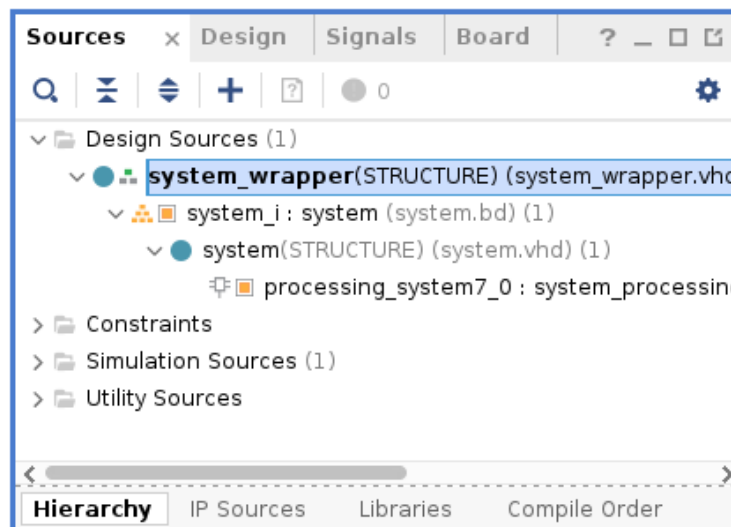 Sources × Design Signals Board ?
0
Design Sources (1)
system_wrapper(STRUCTURE) (system_wrapper.vhd
system_i : system (system.bd) (1)
system(STRUCTURE) (system.vhd) (1)
processing_system7_0 : system_processing
Constraints
Simulation Sources (1)
Utility Sources
Hierarchy IP Sources Libraries Compile Order